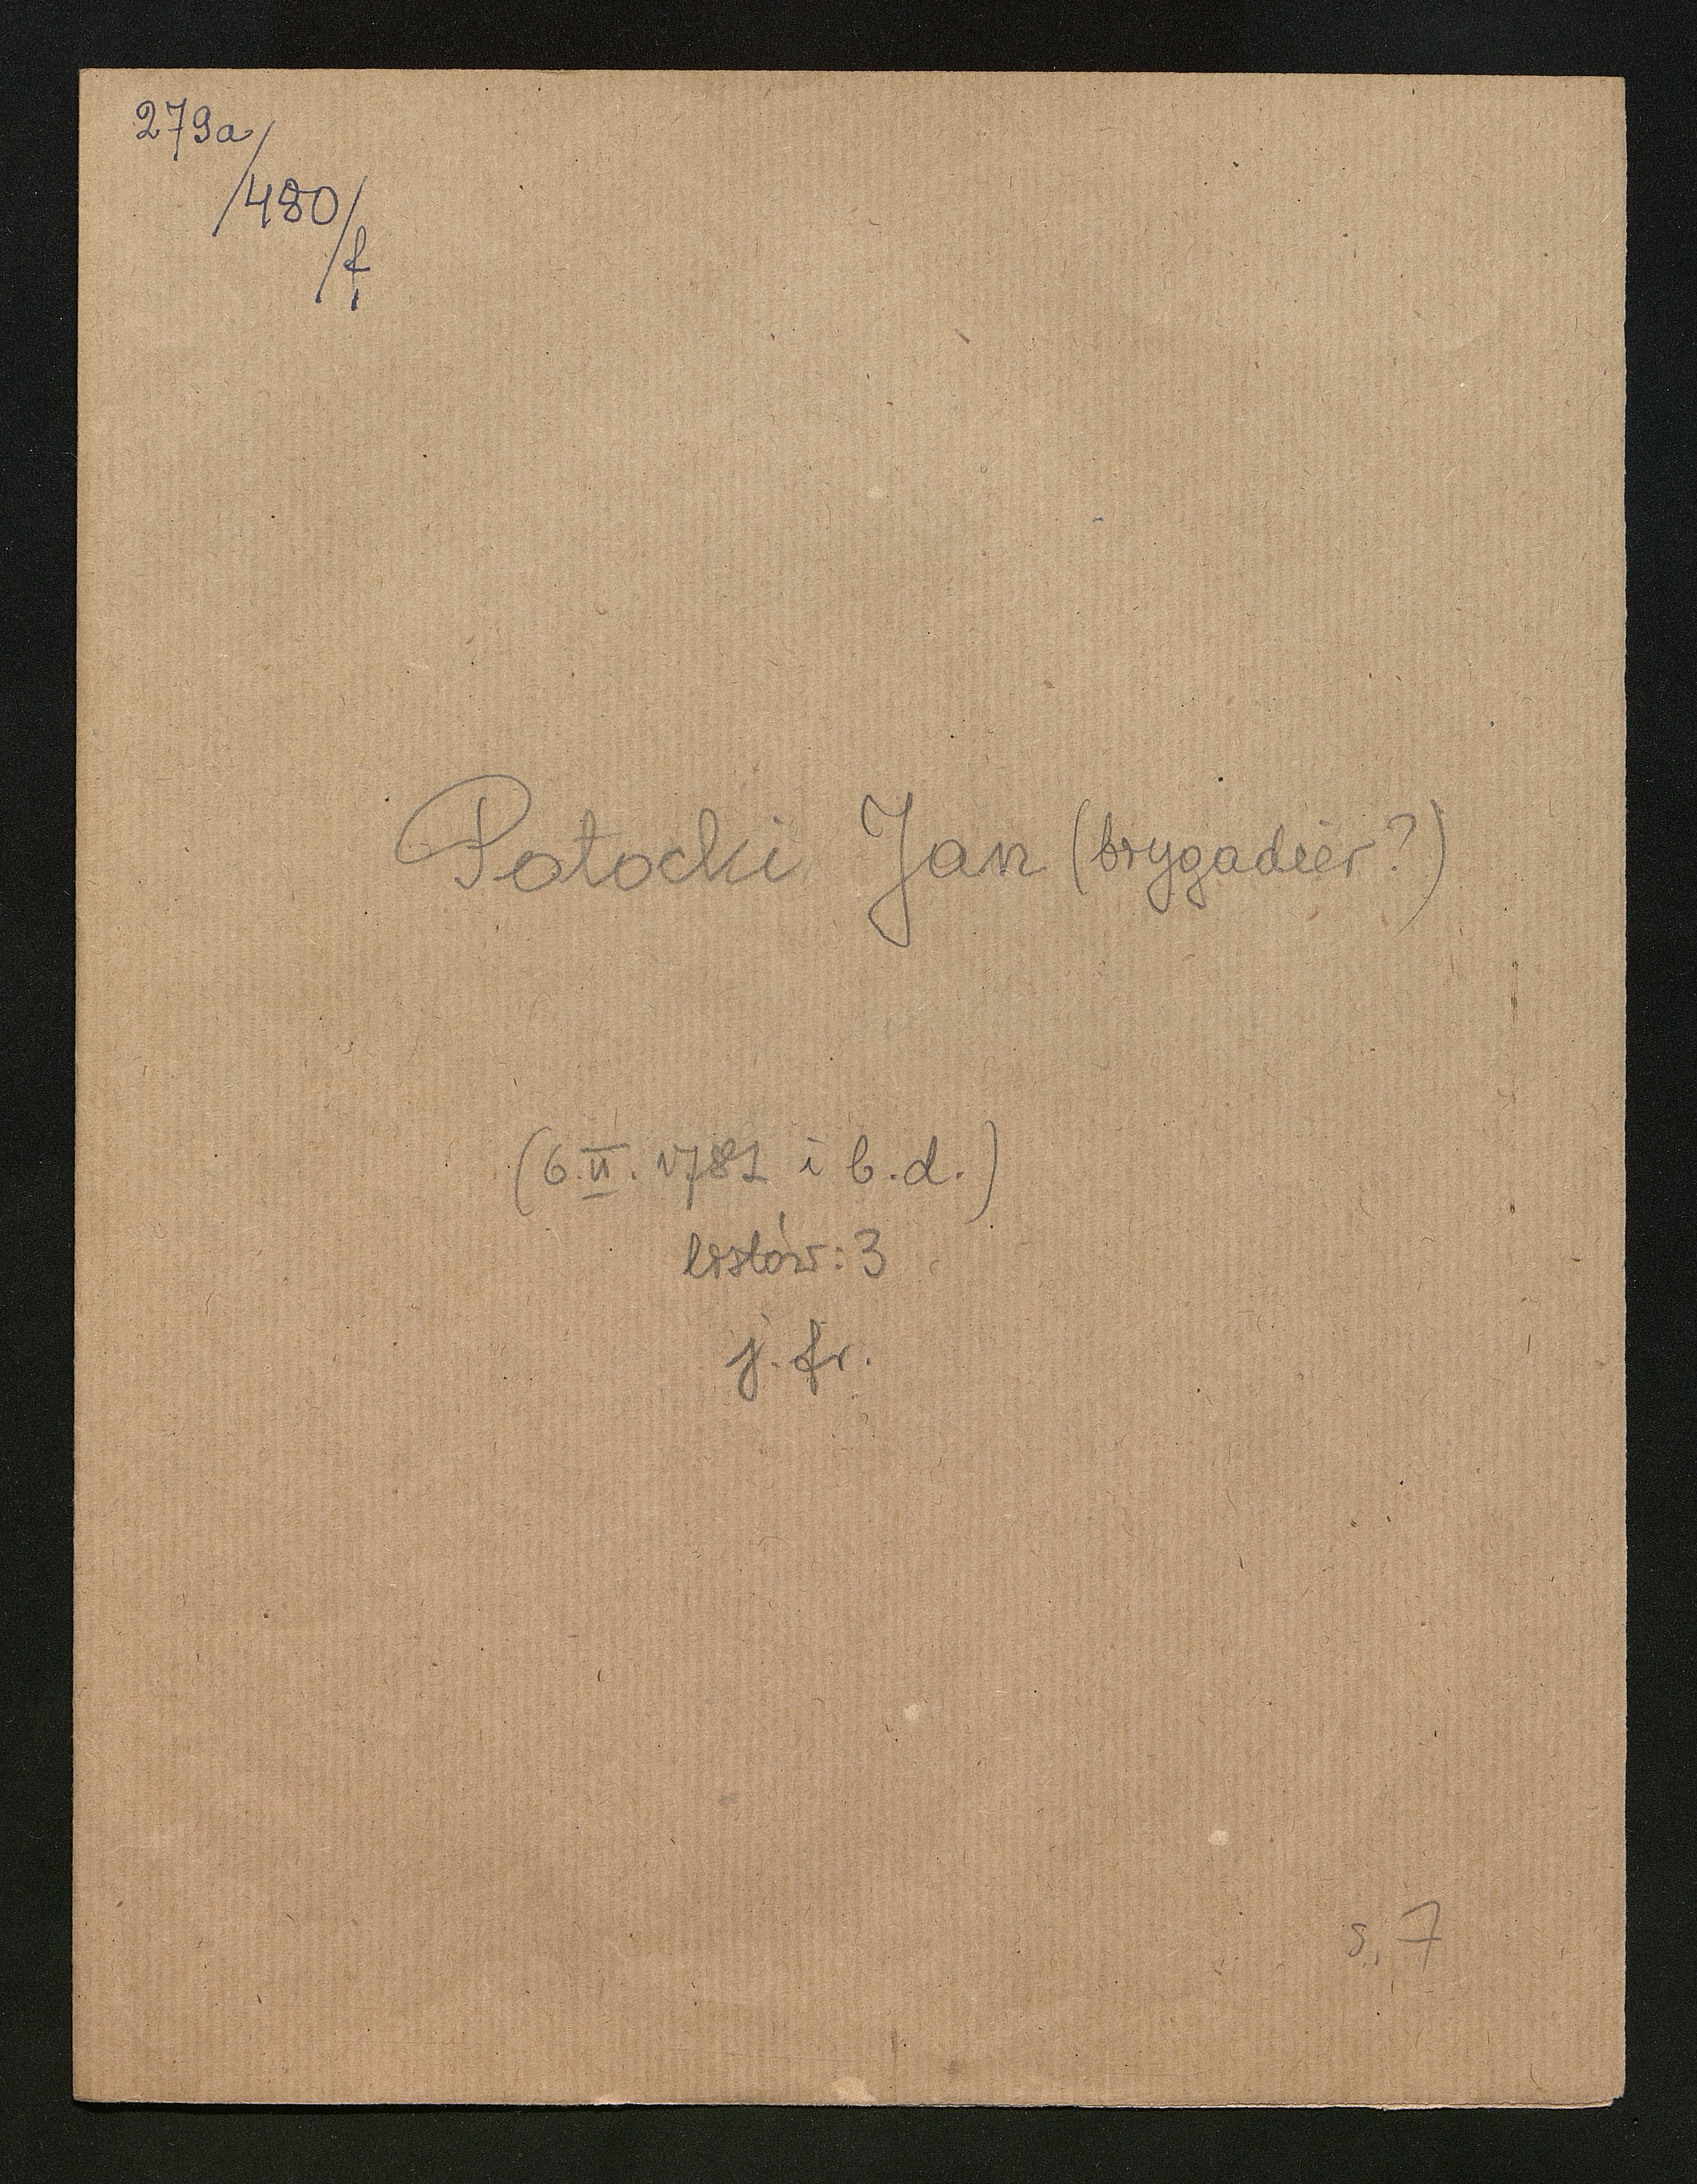 279a/
/480/
/f
Potocki Jan (brygadier?)
(6.II.1781 i b.d.)
listów: 3
j. fr.
s. 7